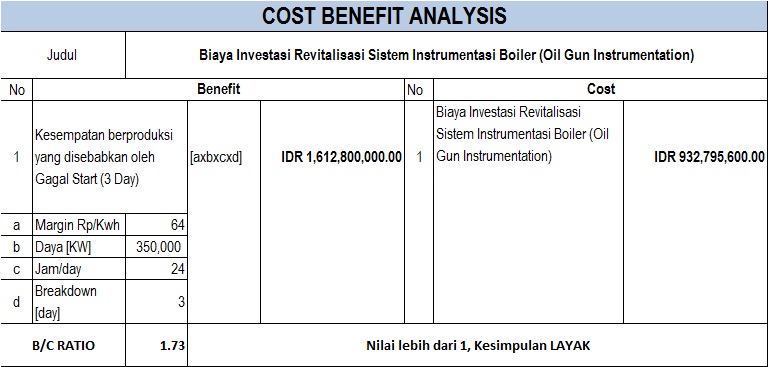 COST BENEFIT ANALYSIS
Judul Biaya Investasi Revitalisasi Sistem Instrumentasi Boiler (Oil Gun Instrumentation)
No Benefit No Cost
1 Kesempatan berproduksi yang disebabkan oleh Gagal Start (3 Day) [axbxcxd] IDR 1,612,800,000.00 1 Biaya Investasi Revitalisasi Sistem Instrumentasi Boiler (Oil Gun Instrumentation) IDR 932,795,600.00
a Margin Rp/Kwh 64
b Daya [KW] 350,000
c Jam/day 24
d Breakdown [day] 3
B/C RATIO 1.73 Nilai lebih dari 1, Kesimpulan LAYAK